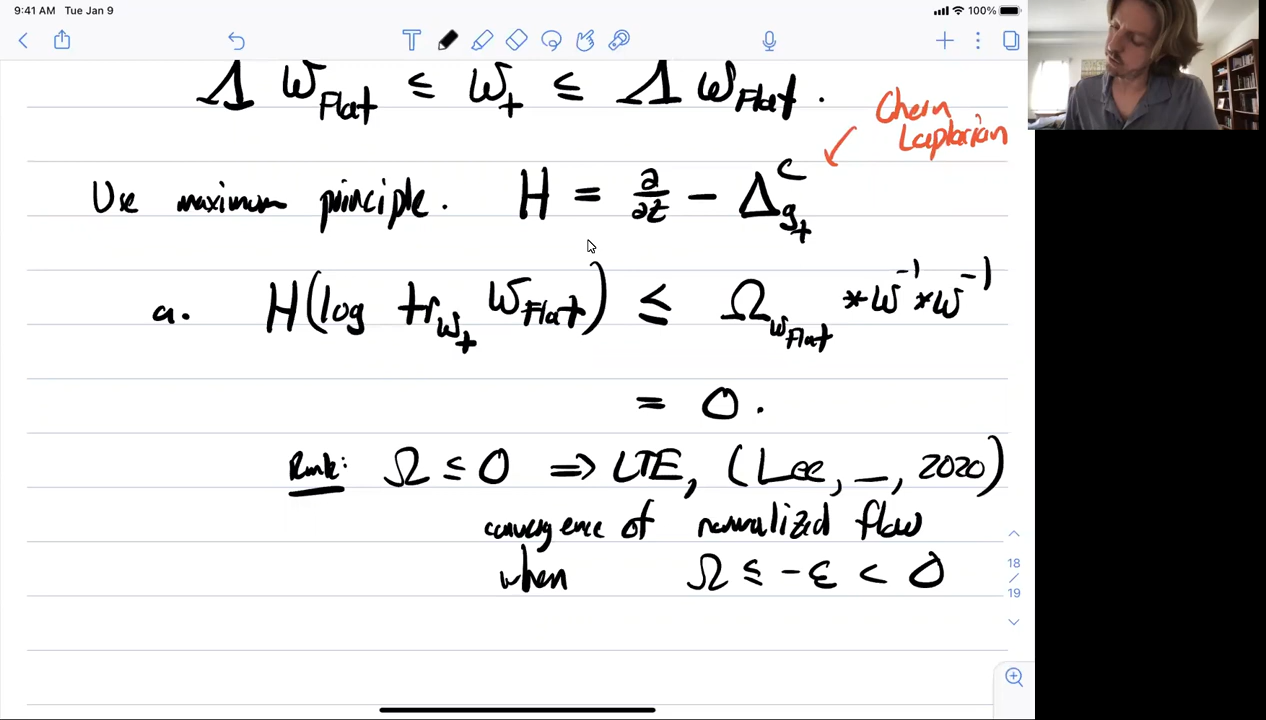 9:41 AM Tue Jan 9
100%
Λ ω_Flat ≤ ω_t ≤ Λ ω_Flat.
Chern
Laplacian
Use maximum principle. H = ∂/∂t − Δ^C_{g_t}
a. H(log tr_{ω_t} ω_Flat) ≤ Ω_{ω_Flat} * ω^{-1} * ω^{-1}
= 0.
Rmk: Ω ≤ 0 ⇒ LTE, (Lee, _, 2020)
convergence of normalized flow
when Ω ≤ −ε < 0
18
/
19